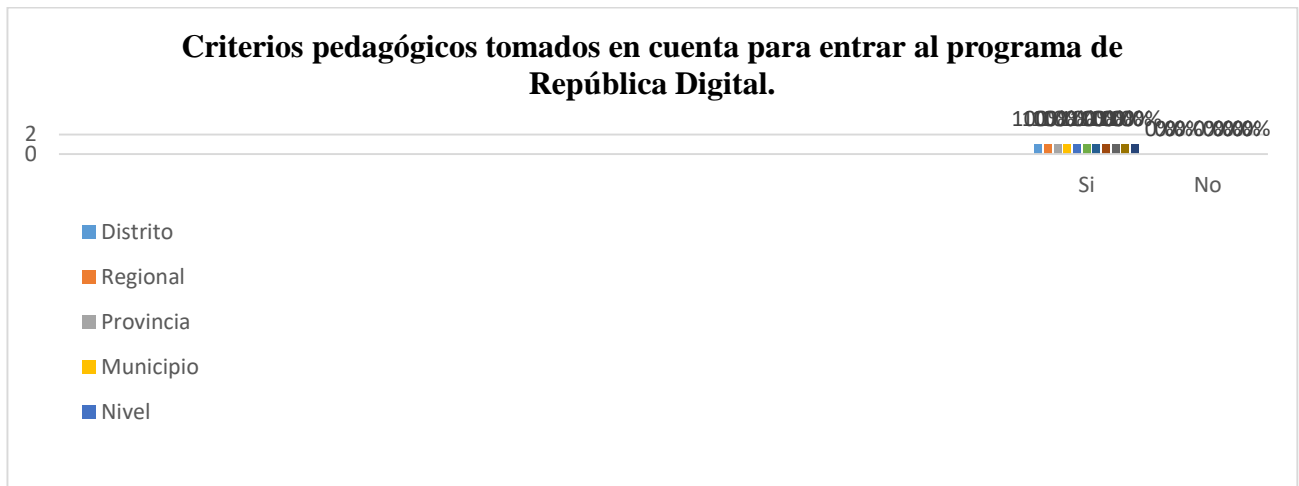 Criterios pedagógicos tomados en cuenta para entrar al programa de
República Digital.
2
0
Si
No
Distrito
Regional
Provincia
Municipio
Nivel